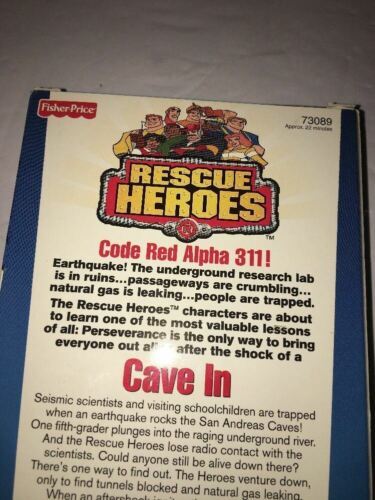 Fisher-Price
73089
Approx. 22 minutes
RESCUE
HEROES
TM
Code Red Alpha 311!
Earthquake! The underground research lab
is in ruins...passageways are crumbling...
natural gas is leaking...people are trapped.
The Rescue Heroes™ characters are about
to learn one of the most valuable lessons
of all: Perseverance is the only way to bring
everyone out after the shock of a
Cave In
Seismic scientists and visiting schoolchildren are trapped
when an earthquake rocks the San Andreas Caves!
One fifth-grader plunges into the raging underground river.
And the Rescue Heroes lose radio contact with the
scientists. Could anyone still be alive down there?
There's one way to find out. The Heroes venture down,
only to find tunnels blocked and natural gas leaking.
When an aftershock